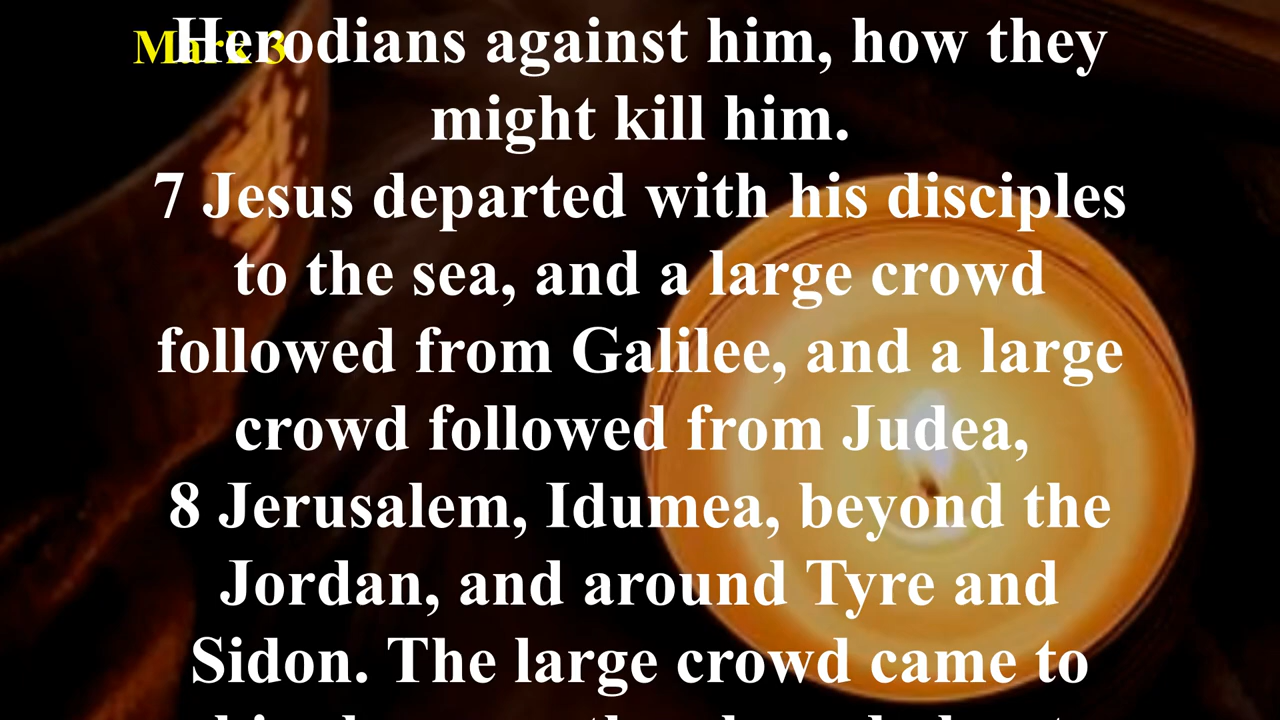 Mark 3
Herodians against him, how they
might kill him.
7 Jesus departed with his disciples
to the sea, and a large crowd
followed from Galilee, and a large
crowd followed from Judea,
8 Jerusalem, Idumea, beyond the
Jordan, and around Tyre and
Sidon. The large crowd came to